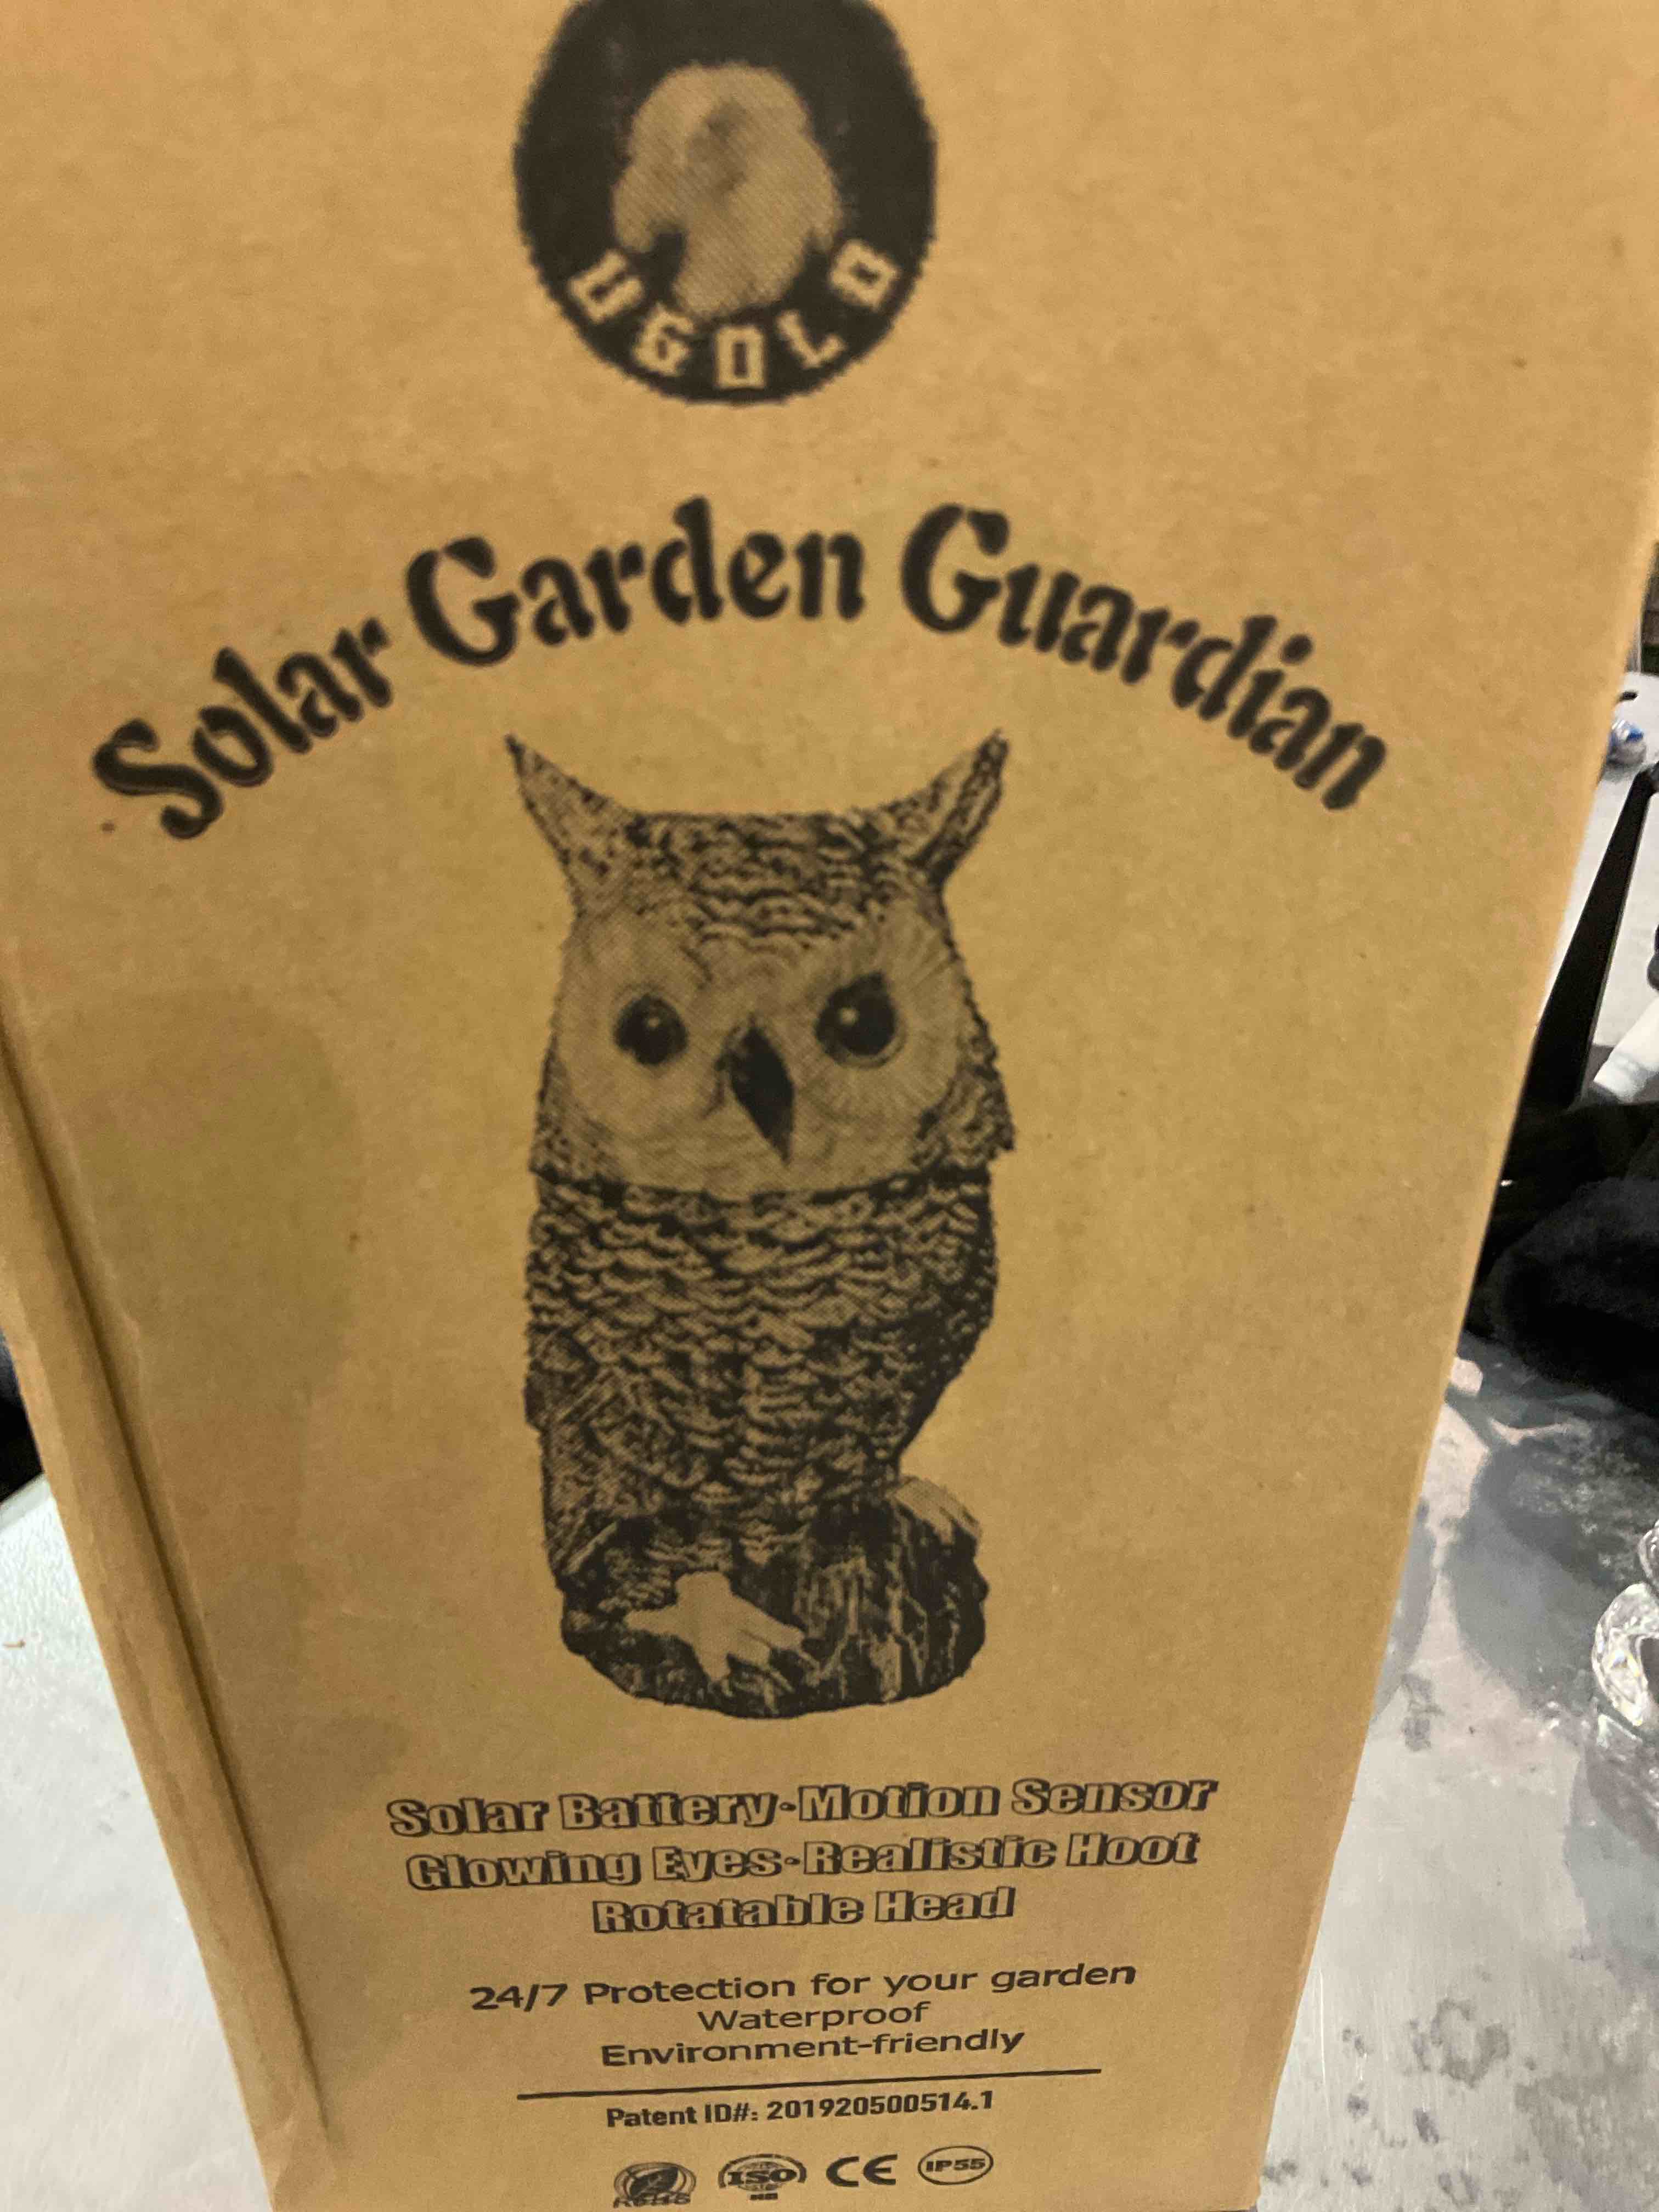 UGOLO
Solar Garden Guardian
Solar Battery·Motion Sensor
Glowing Eyes·Realistic Hoot
Rotatable Head
24/7 Protection for your garden
Waterproof
Environment-friendly
Patent ID#: 201920500514.1
RoHS ISO CE IP55